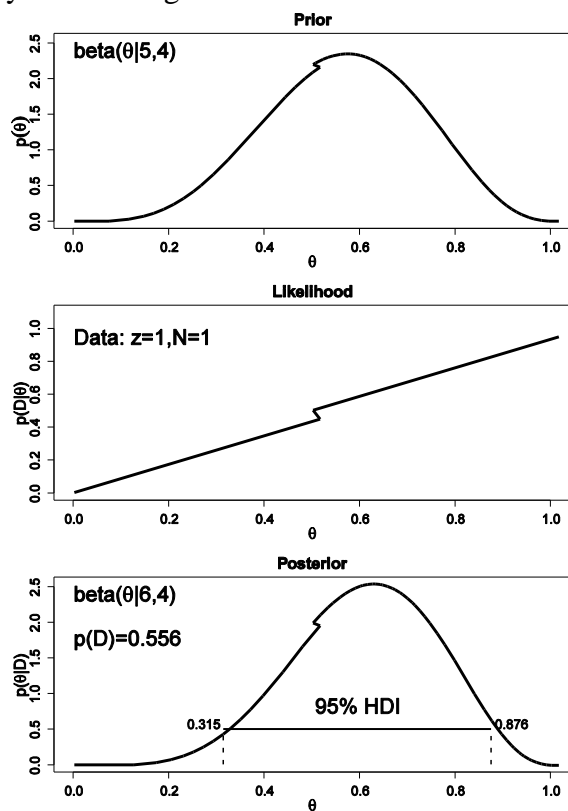 Prior
beta(θ|5,4)
p(θ)
0.0 0.5 1.0 1.5 2.0 2.5
0.0 0.2 0.4 0.6 0.8 1.0
θ
Likelihood
Data: z=1,N=1
p(D|θ)
0.0 0.2 0.4 0.6 0.8 1.0
0.0 0.2 0.4 0.6 0.8 1.0
θ
Posterior
beta(θ|6,4)
p(D)=0.556
95% HDI
0.315 0.876
p(θ|D)
0.0 0.5 1.0 1.5 2.0 2.5
0.0 0.2 0.4 0.6 0.8 1.0
θ